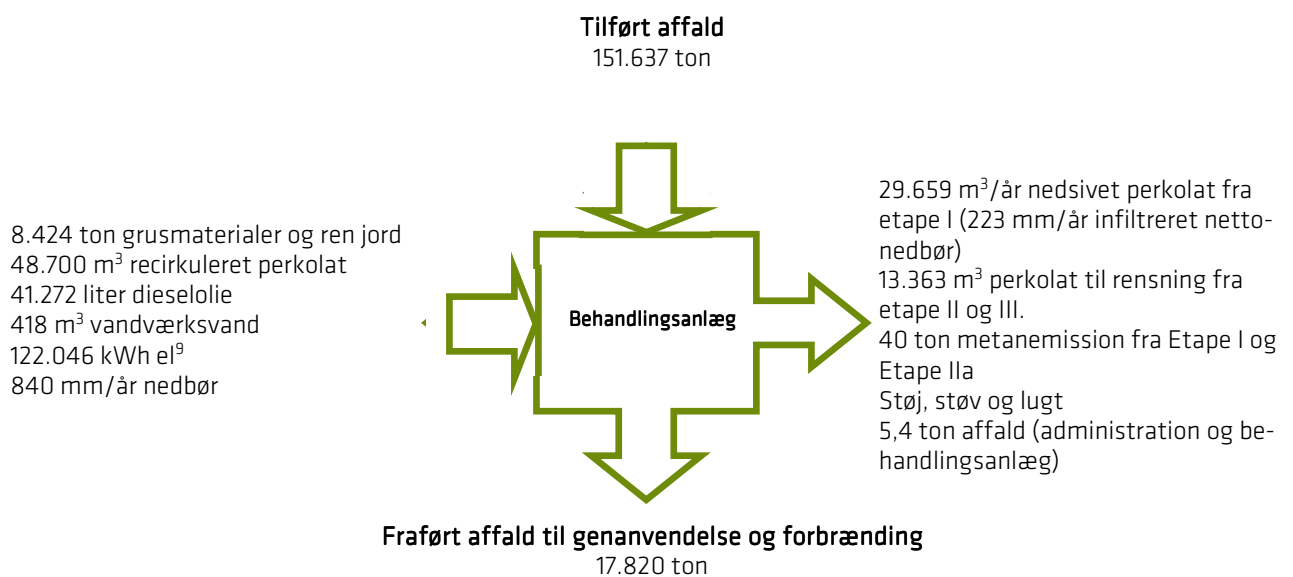 Tilført affald
151.637 ton
8.424 ton grusmaterialer og ren jord
48.700 m³ recirkuleret perkolat
41.272 liter dieselolie
418 m³ vandværksvand
122.046 kWh el⁹
840 mm/år nedbør
Behandlingsanlæg
29.659 m³/år nedsivet perkolat fra
etape I (223 mm/år infiltreret netto-
nedbør)
13.363 m³ perkolat til rensning fra
etape II og III.
40 ton metanemission fra Etape I og
Etape IIa
Støj, støv og lugt
5,4 ton affald (administration og be-
handlingsanlæg)
Fraført affald til genanvendelse og forbrænding
17.820 ton